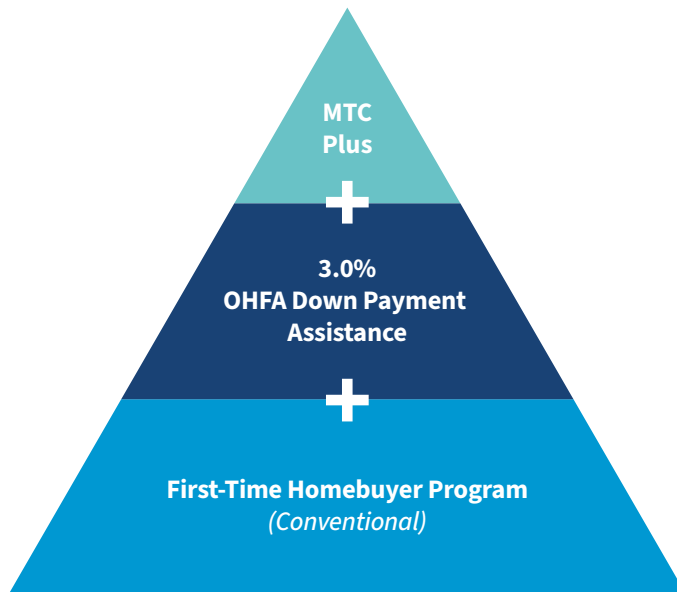 MTC
Plus
3.0%
OHFA Down Payment
Assistance
First-Time Homebuyer Program
(Conventional)